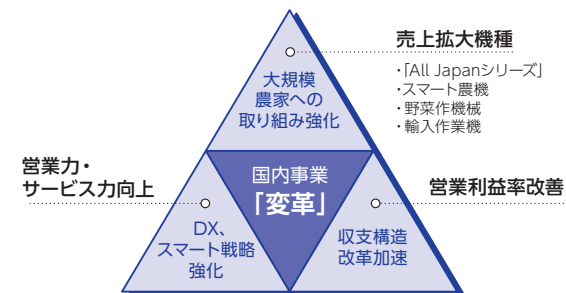 売上拡大機種
・「All Japanシリーズ」
・スマート農機
・野菜作機械
・輸入作業機
大規模
農家への
取り組み強化
営業力・
サービス力向上
国内事業
「変革」
営業利益率改善
DX、
スマート戦略
強化
収支構造
改革加速